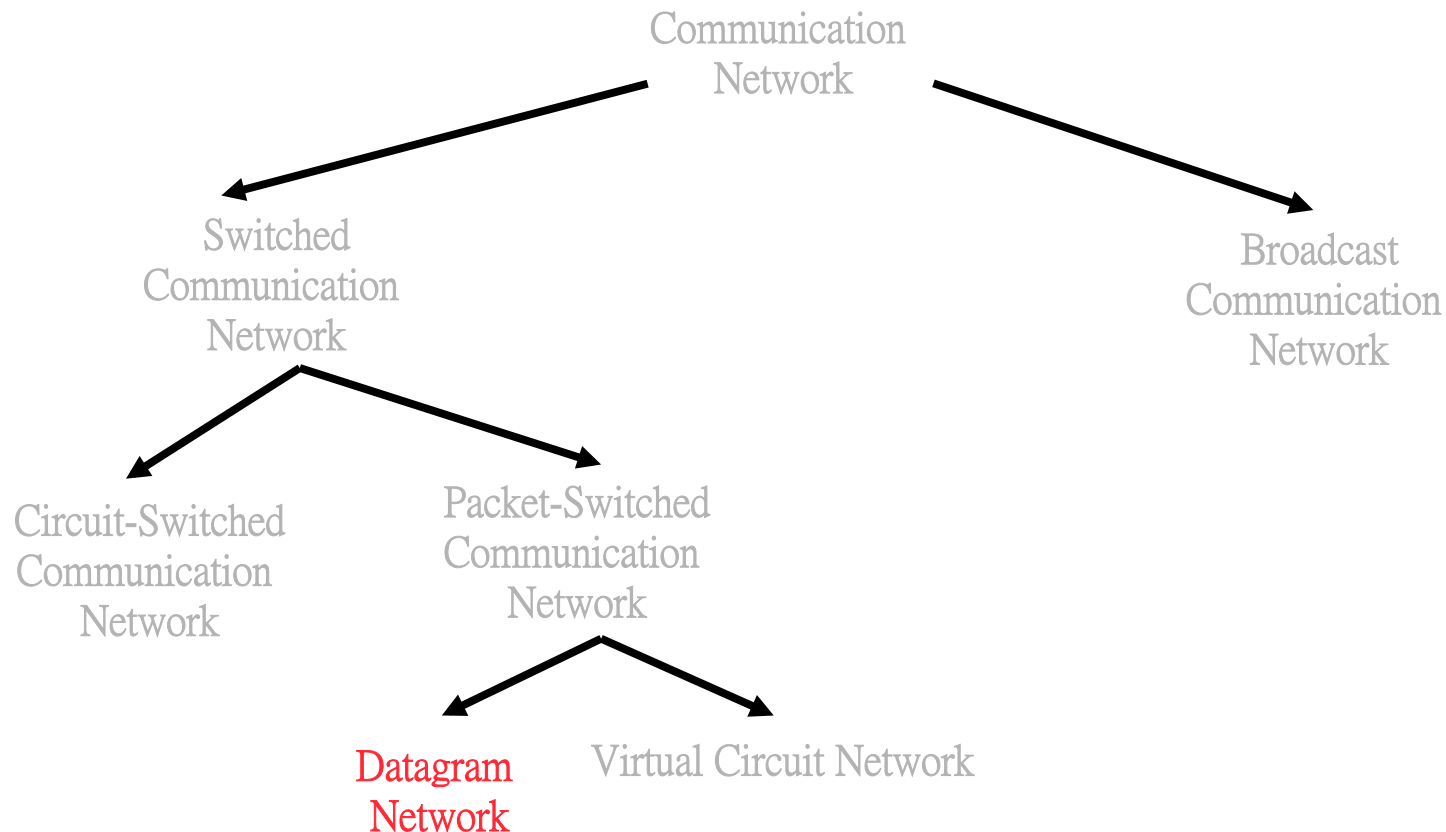 Communication
Network
Switched
Communication
Network
Broadcast
Communication
Network
Circuit-Switched
Communication
Network
Packet-Switched
Communication
Network
Datagram
Network
Virtual Circuit Network